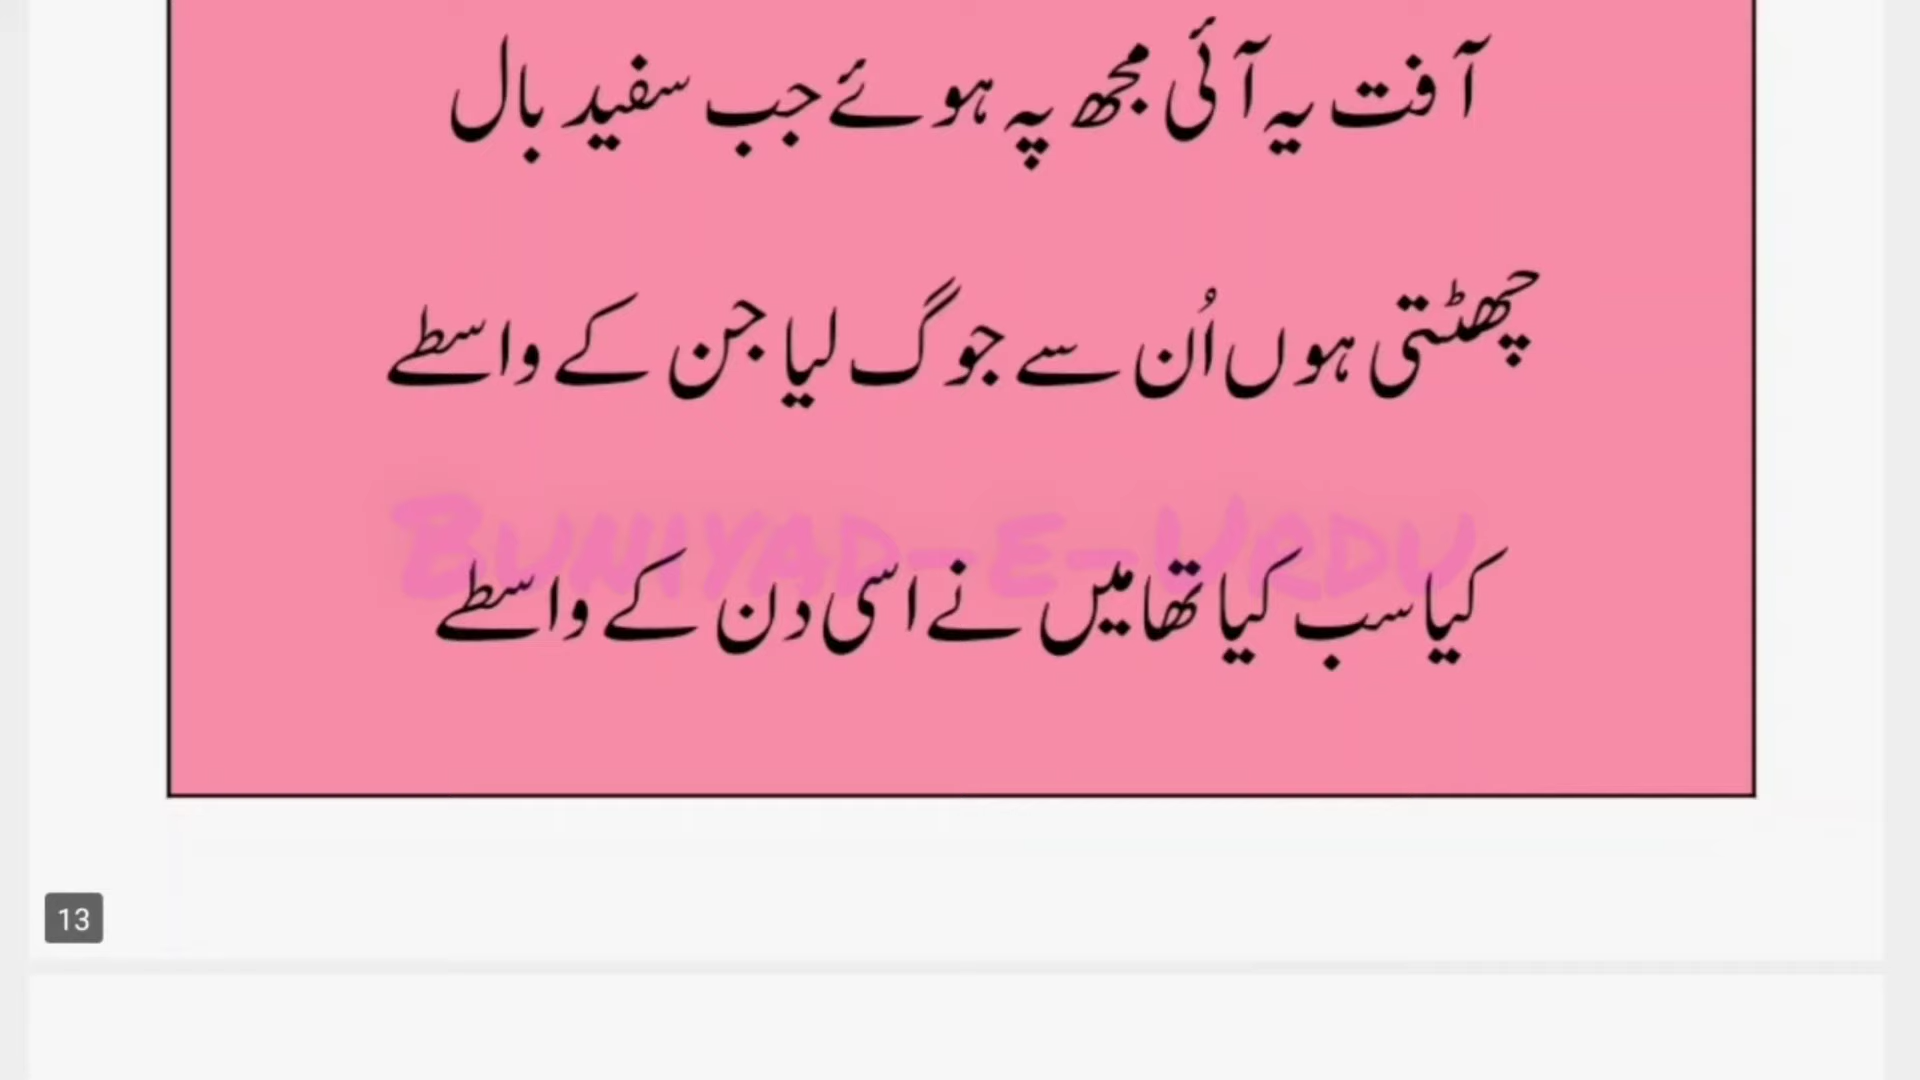 آفت یہ آئی مجھ پہ ہوئے جب سفید بال
چھٹتی ہوں اُن سے جوگ لیا جن کے واسطے
BUNIYAD-E-URDU
کیا سب کیا تھا میں نے اسی دن کے واسطے
13